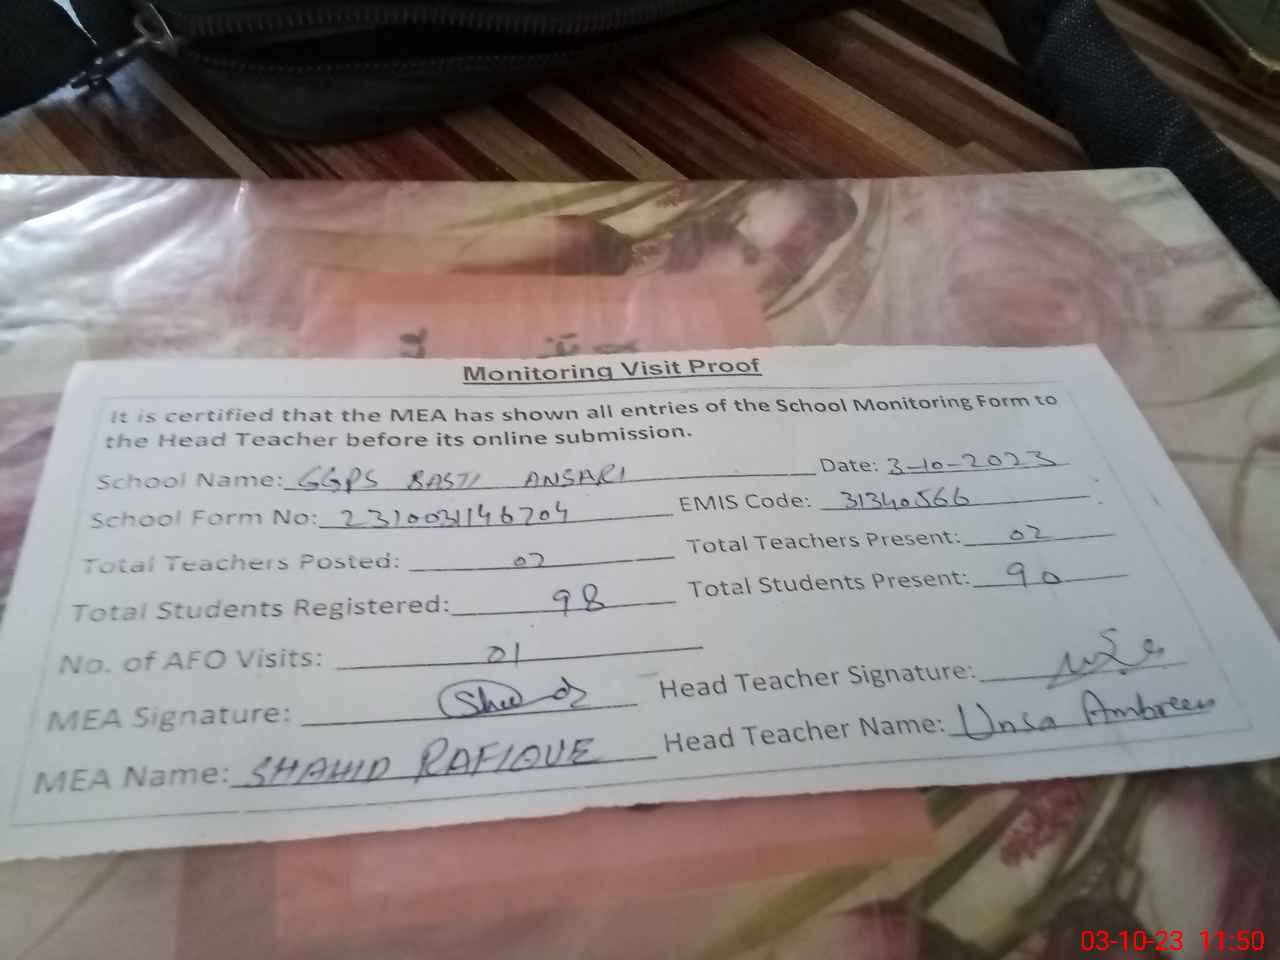 Monitoring Visit Proof
It is certified that the MEA has shown all entries of the School Monitoring Form to
the Head Teacher before its online submission.
School Name: GGPS BASTI ANSARI Date: 3-10-2023
School Form No: 2310031146704 EMIS Code: 31340566
Total Teachers Posted: 02 Total Teachers Present: 02
Total Students Registered: 98 Total Students Present: 90
No. of AFO Visits: 01
MEA Signature: Head Teacher Signature:
MEA Name: SHAHID RAFIQUE Head Teacher Name: Unsa Ambreen
03-10-23 11:50